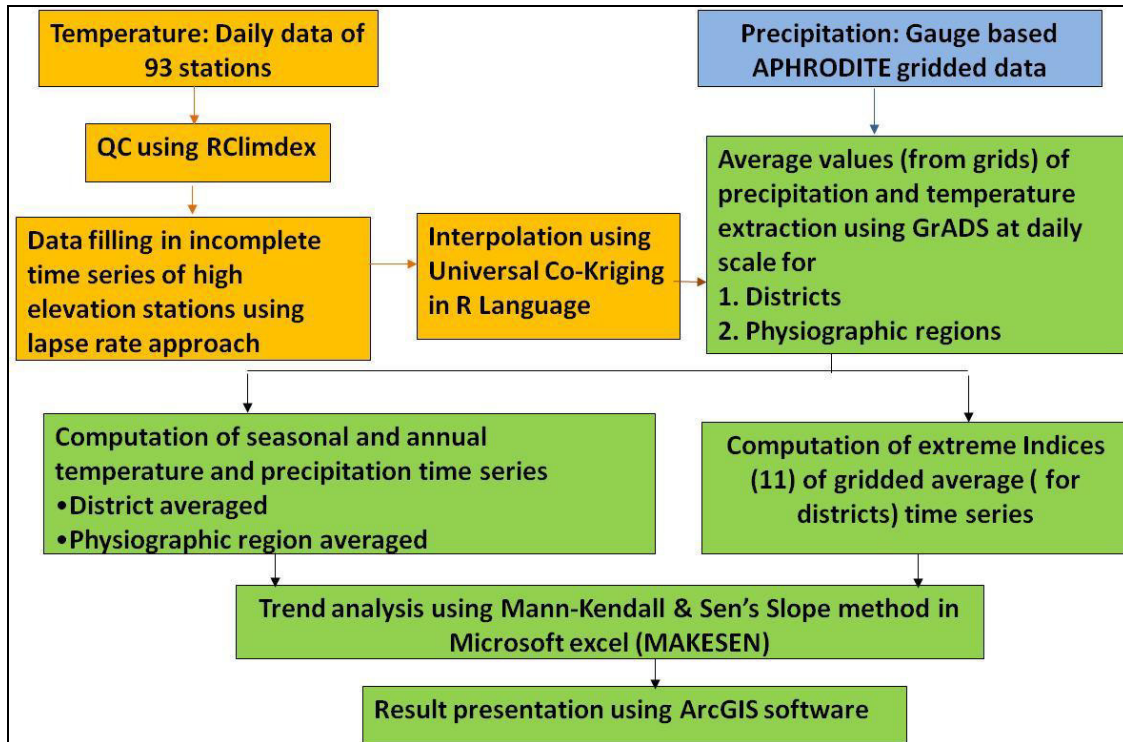 Temperature: Daily data of
93 stations
Precipitation: Gauge based
APHRODITE gridded data
QC using RClimdex
Data filling in incomplete
time series of high
elevation stations using
lapse rate approach
Interpolation using
Universal Co-Kriging
in R Language
Average values (from grids) of
precipitation and temperature
extraction using GrADS at daily
scale for
1. Districts
2. Physiographic regions
Computation of seasonal and annual
temperature and precipitation time series
•District averaged
•Physiographic region averaged
Computation of extreme Indices
(11) of gridded average ( for
districts) time series
Trend analysis using Mann-Kendall & Sen's Slope method in
Microsoft excel (MAKESEN)
Result presentation using ArcGIS software